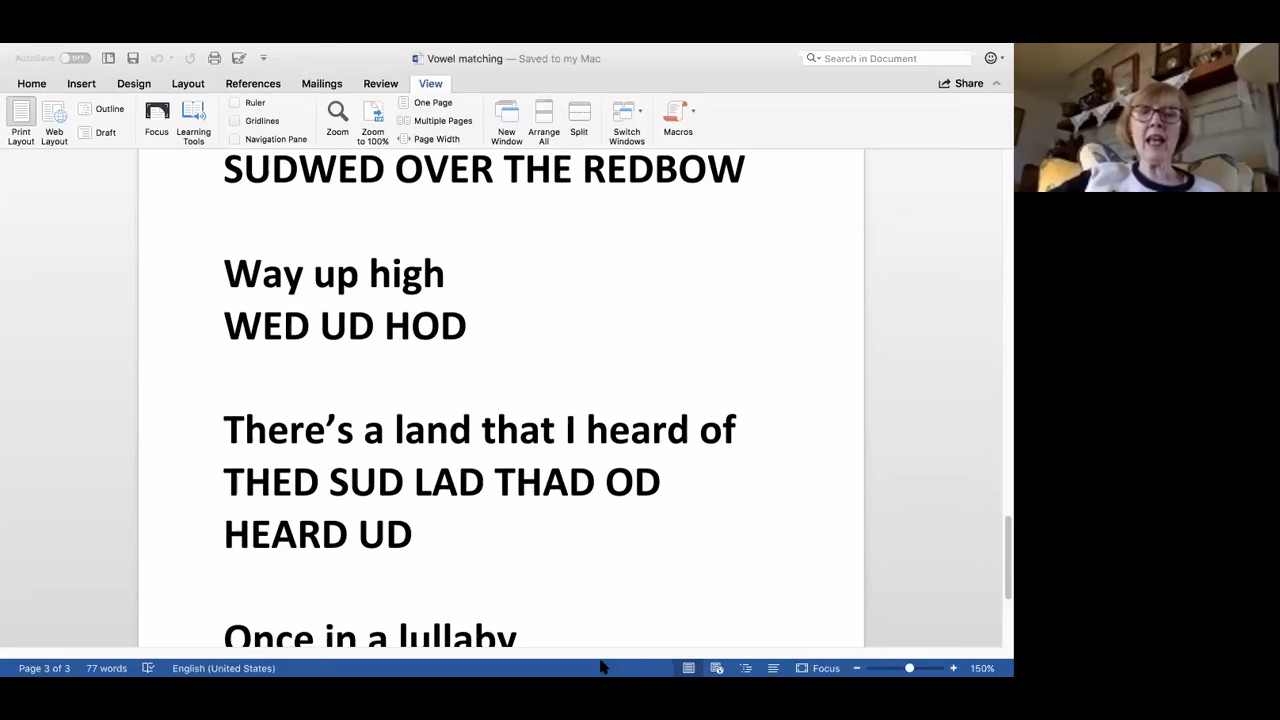 AutoSave OFF
Vowel matching — Saved to my Mac
Search in Document
Home Insert Design Layout References Mailings Review View
Share
Print Layout
Web Layout
Outline
Draft
Focus
Learning Tools
Ruler
Gridlines
Navigation Pane
Zoom
Zoom to 100%
One Page
Multiple Pages
Page Width
New Window
Arrange All
Split
Switch Windows
Macros
SUDWED OVER THE REDBOW
Way up high
WED UD HOD
There’s a land that I heard of
THED SUD LAD THAD OD
HEARD UD
Once in a lullaby
Page 3 of 3 77 words English (United States) Focus 150%